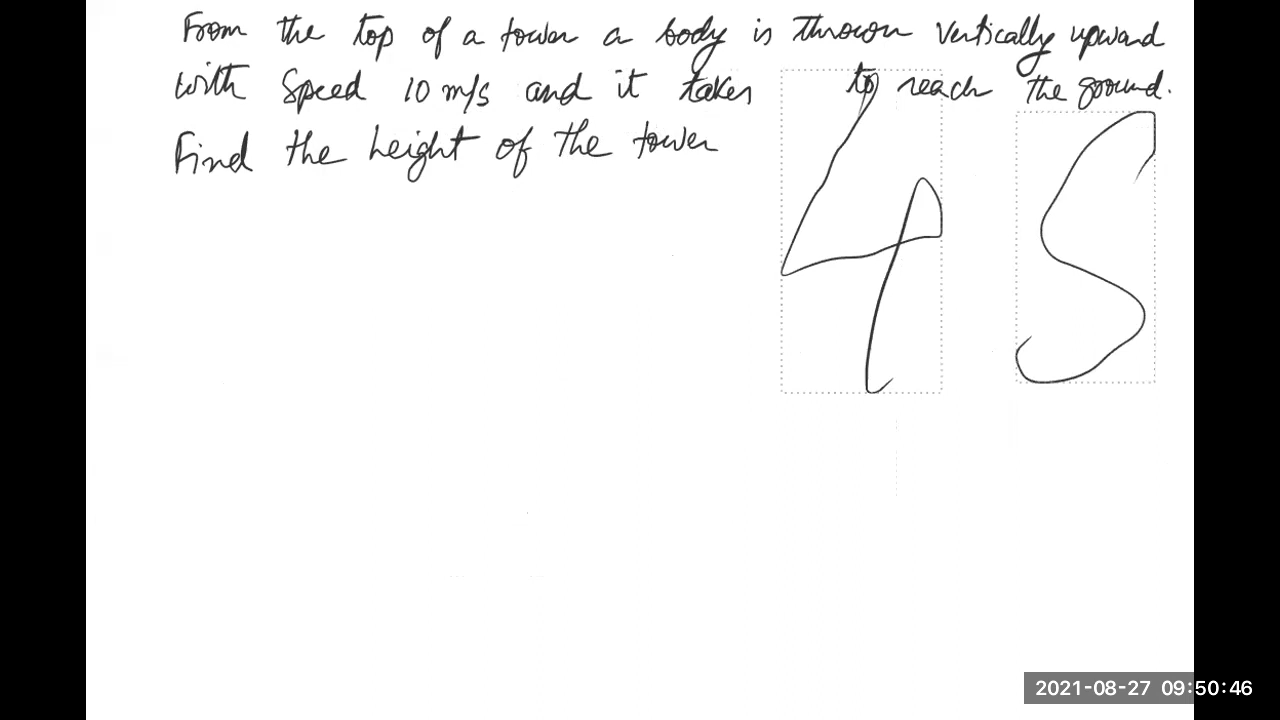 From the top of a tower a body is thrown vertically upward
with Speed 10 m/s and it takes to reach the ground.
Find the height of the tower
4 S
2021-08-27 09:50:46